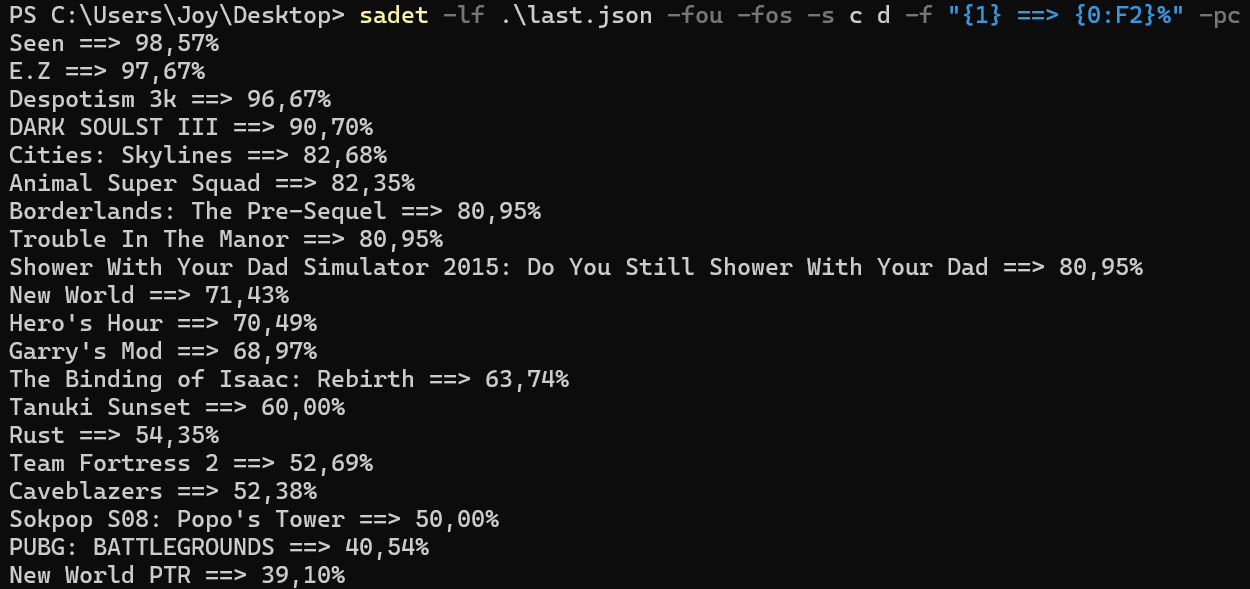 PS C:\Users\Joy\Desktop> sadet -lf .\last.json -fou -fos -s c d -f "{1} ==> {0:F2}%" -pc
Seen ==> 98,57%
E.Z ==> 97,67%
Despotism 3k ==> 96,67%
DARK SOULST III ==> 90,70%
Cities: Skylines ==> 82,68%
Animal Super Squad ==> 82,35%
Borderlands: The Pre-Sequel ==> 80,95%
Trouble In The Manor ==> 80,95%
Shower With Your Dad Simulator 2015: Do You Still Shower With Your Dad ==> 80,95%
New World ==> 71,43%
Hero's Hour ==> 70,49%
Garry's Mod ==> 68,97%
The Binding of Isaac: Rebirth ==> 63,74%
Tanuki Sunset ==> 60,00%
Rust ==> 54,35%
Team Fortress 2 ==> 52,69%
Caveblazers ==> 52,38%
Sokpop S08: Popo's Tower ==> 50,00%
PUBG: BATTLEGROUNDS ==> 40,54%
New World PTR ==> 39,10%